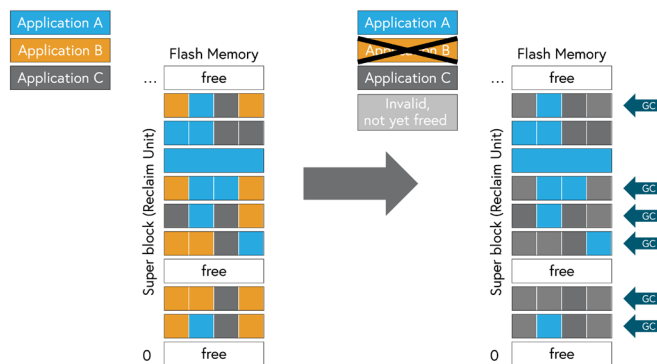 Application A
Application B
Application C
Flash Memory
...
free
free
free
0
Super block (Reclaim Unit)
Application A
Application B
Application C
Invalid,
not yet freed
Flash Memory
...
free
GC
GC
GC
GC
free
GC
GC
0
free
Super block (Reclaim Unit)